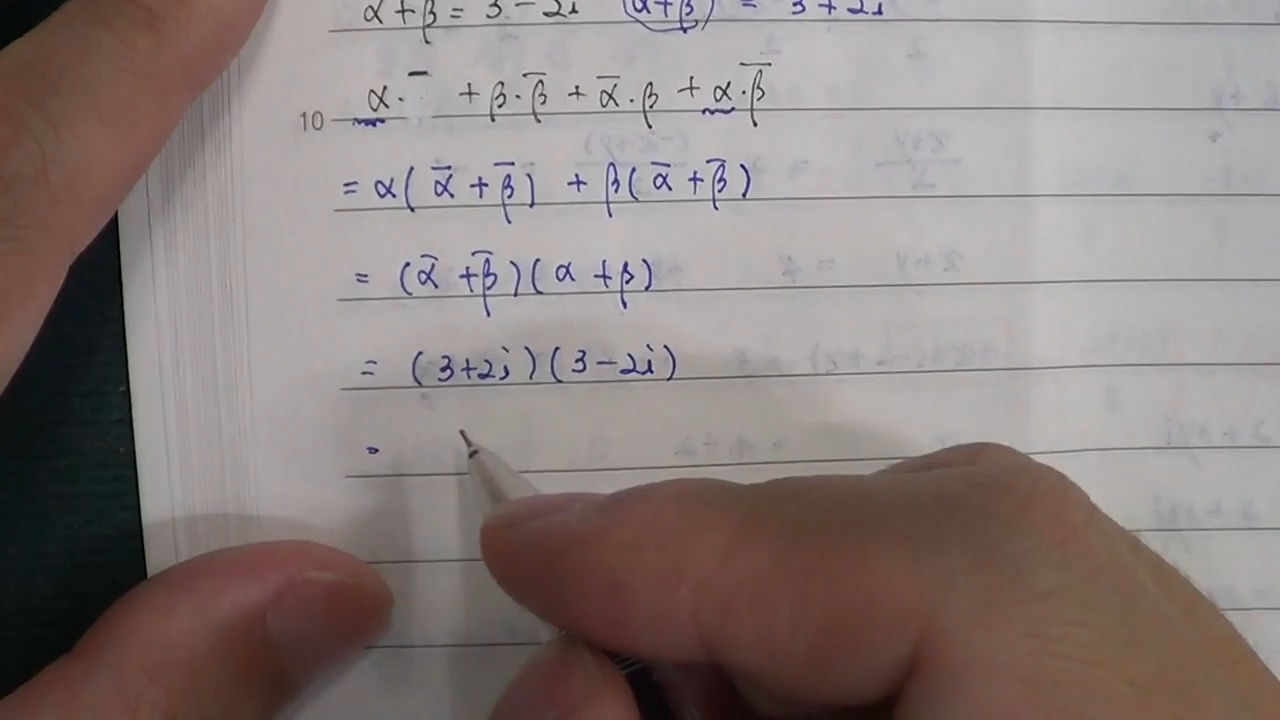 α+β = 3-2i (α+β) = 3+2i
α·‾ + β·β̅ + α̅·β + α·β̅
10
= α(α̅+β̅) + β(α̅+β̅)
= (α̅+β̅)(α+β)
= (3+2i)(3-2i)
=